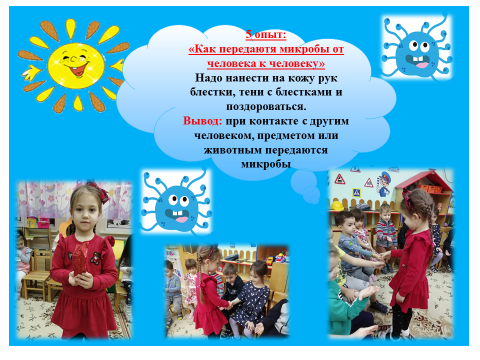 5 опыт:
«Как передаютя микробы от
человека к человеку»
Надо нанести на кожу рук
блестки, тени с блестками и
поздороваться.
Вывод: при контакте с другим
человеком, предметом или
животным передаются
микробы